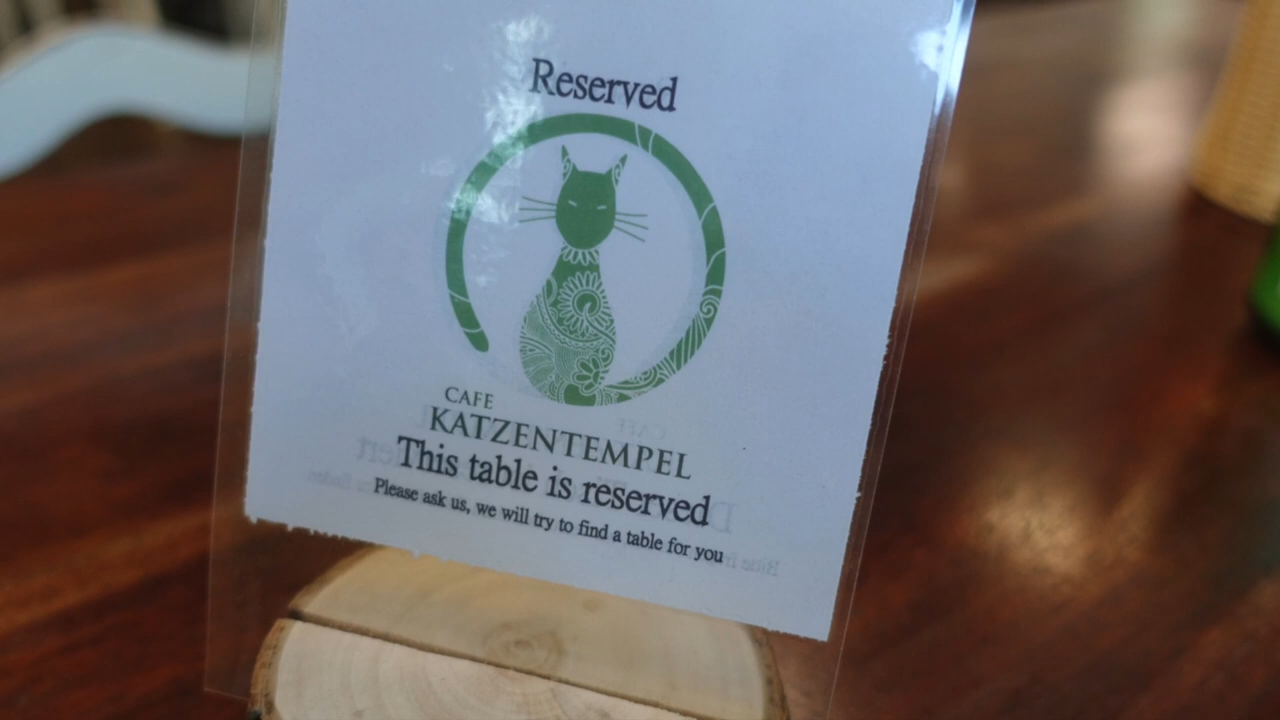 Reserved
CAFE
KATZENTEMPEL
This table is reserved
Please ask us, we will try to find a table for you